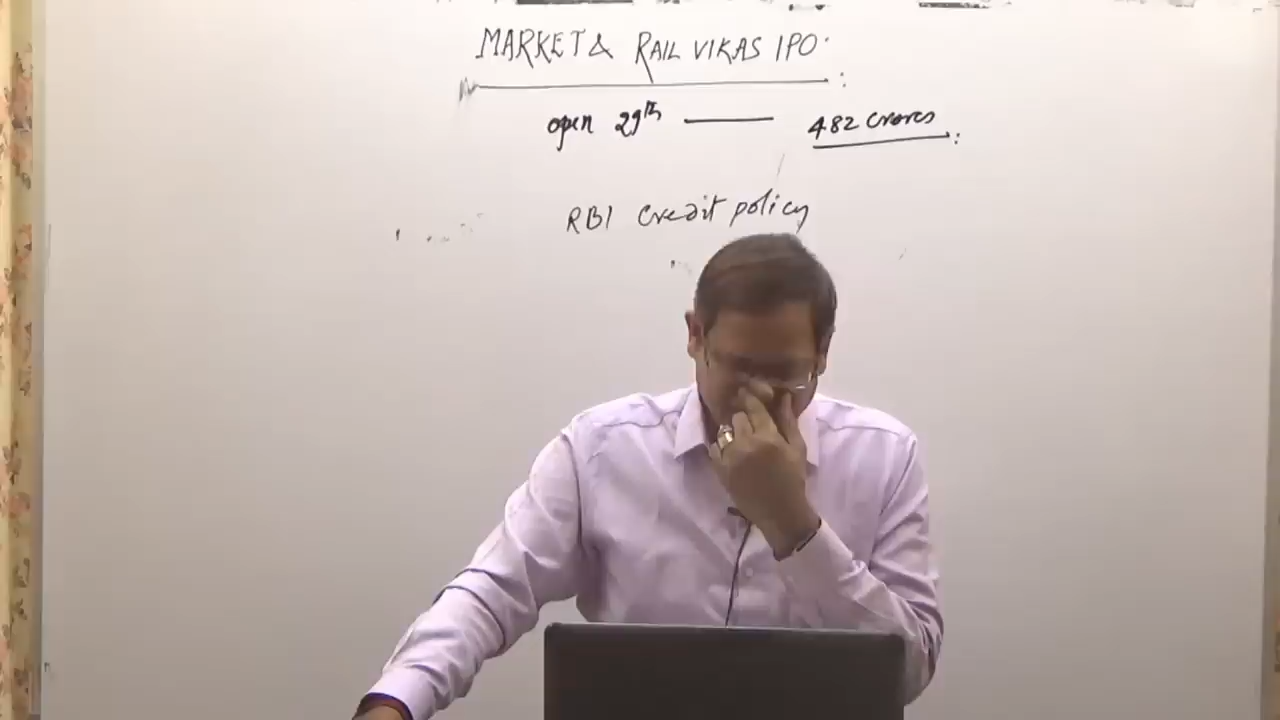 MARKET & RAIL VIKAS IPO.
open 29th — 482 crores
RBI Credit policy